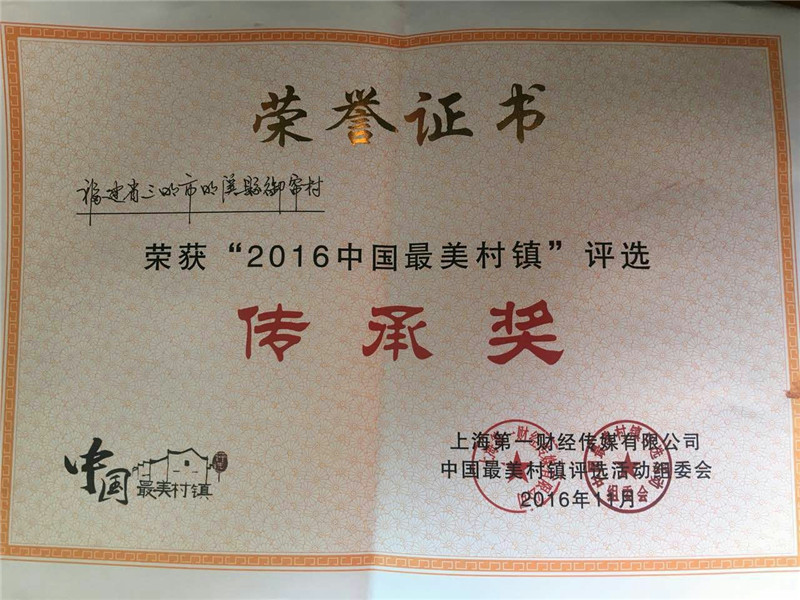 荣誉证书
福建省三明市明溪县御帘村
荣获“2016中国最美村镇”评选
传承奖
中国
最美村镇
上海第一财经传媒有限公司
中国最美村镇评选活动组委会
2016年11月
组委会